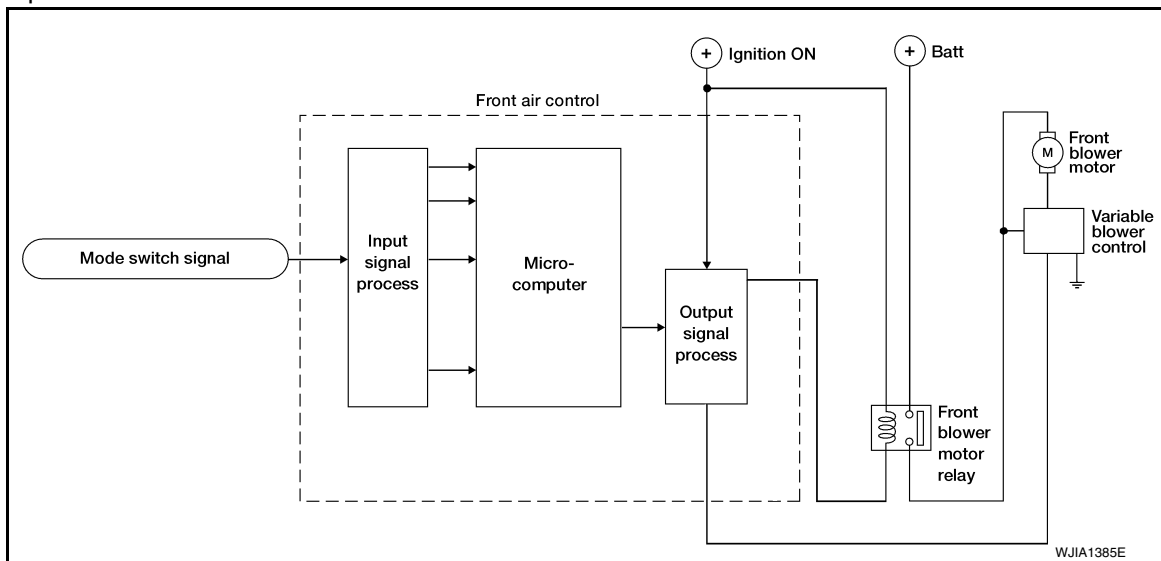 +
Ignition ON
+
Batt
Front air control
Front
blower
motor
M
Variable
blower
control
Mode switch signal
Input
signal
process
Micro-
computer
Output
signal
process
Front
blower
motor
relay
WJIA1385E